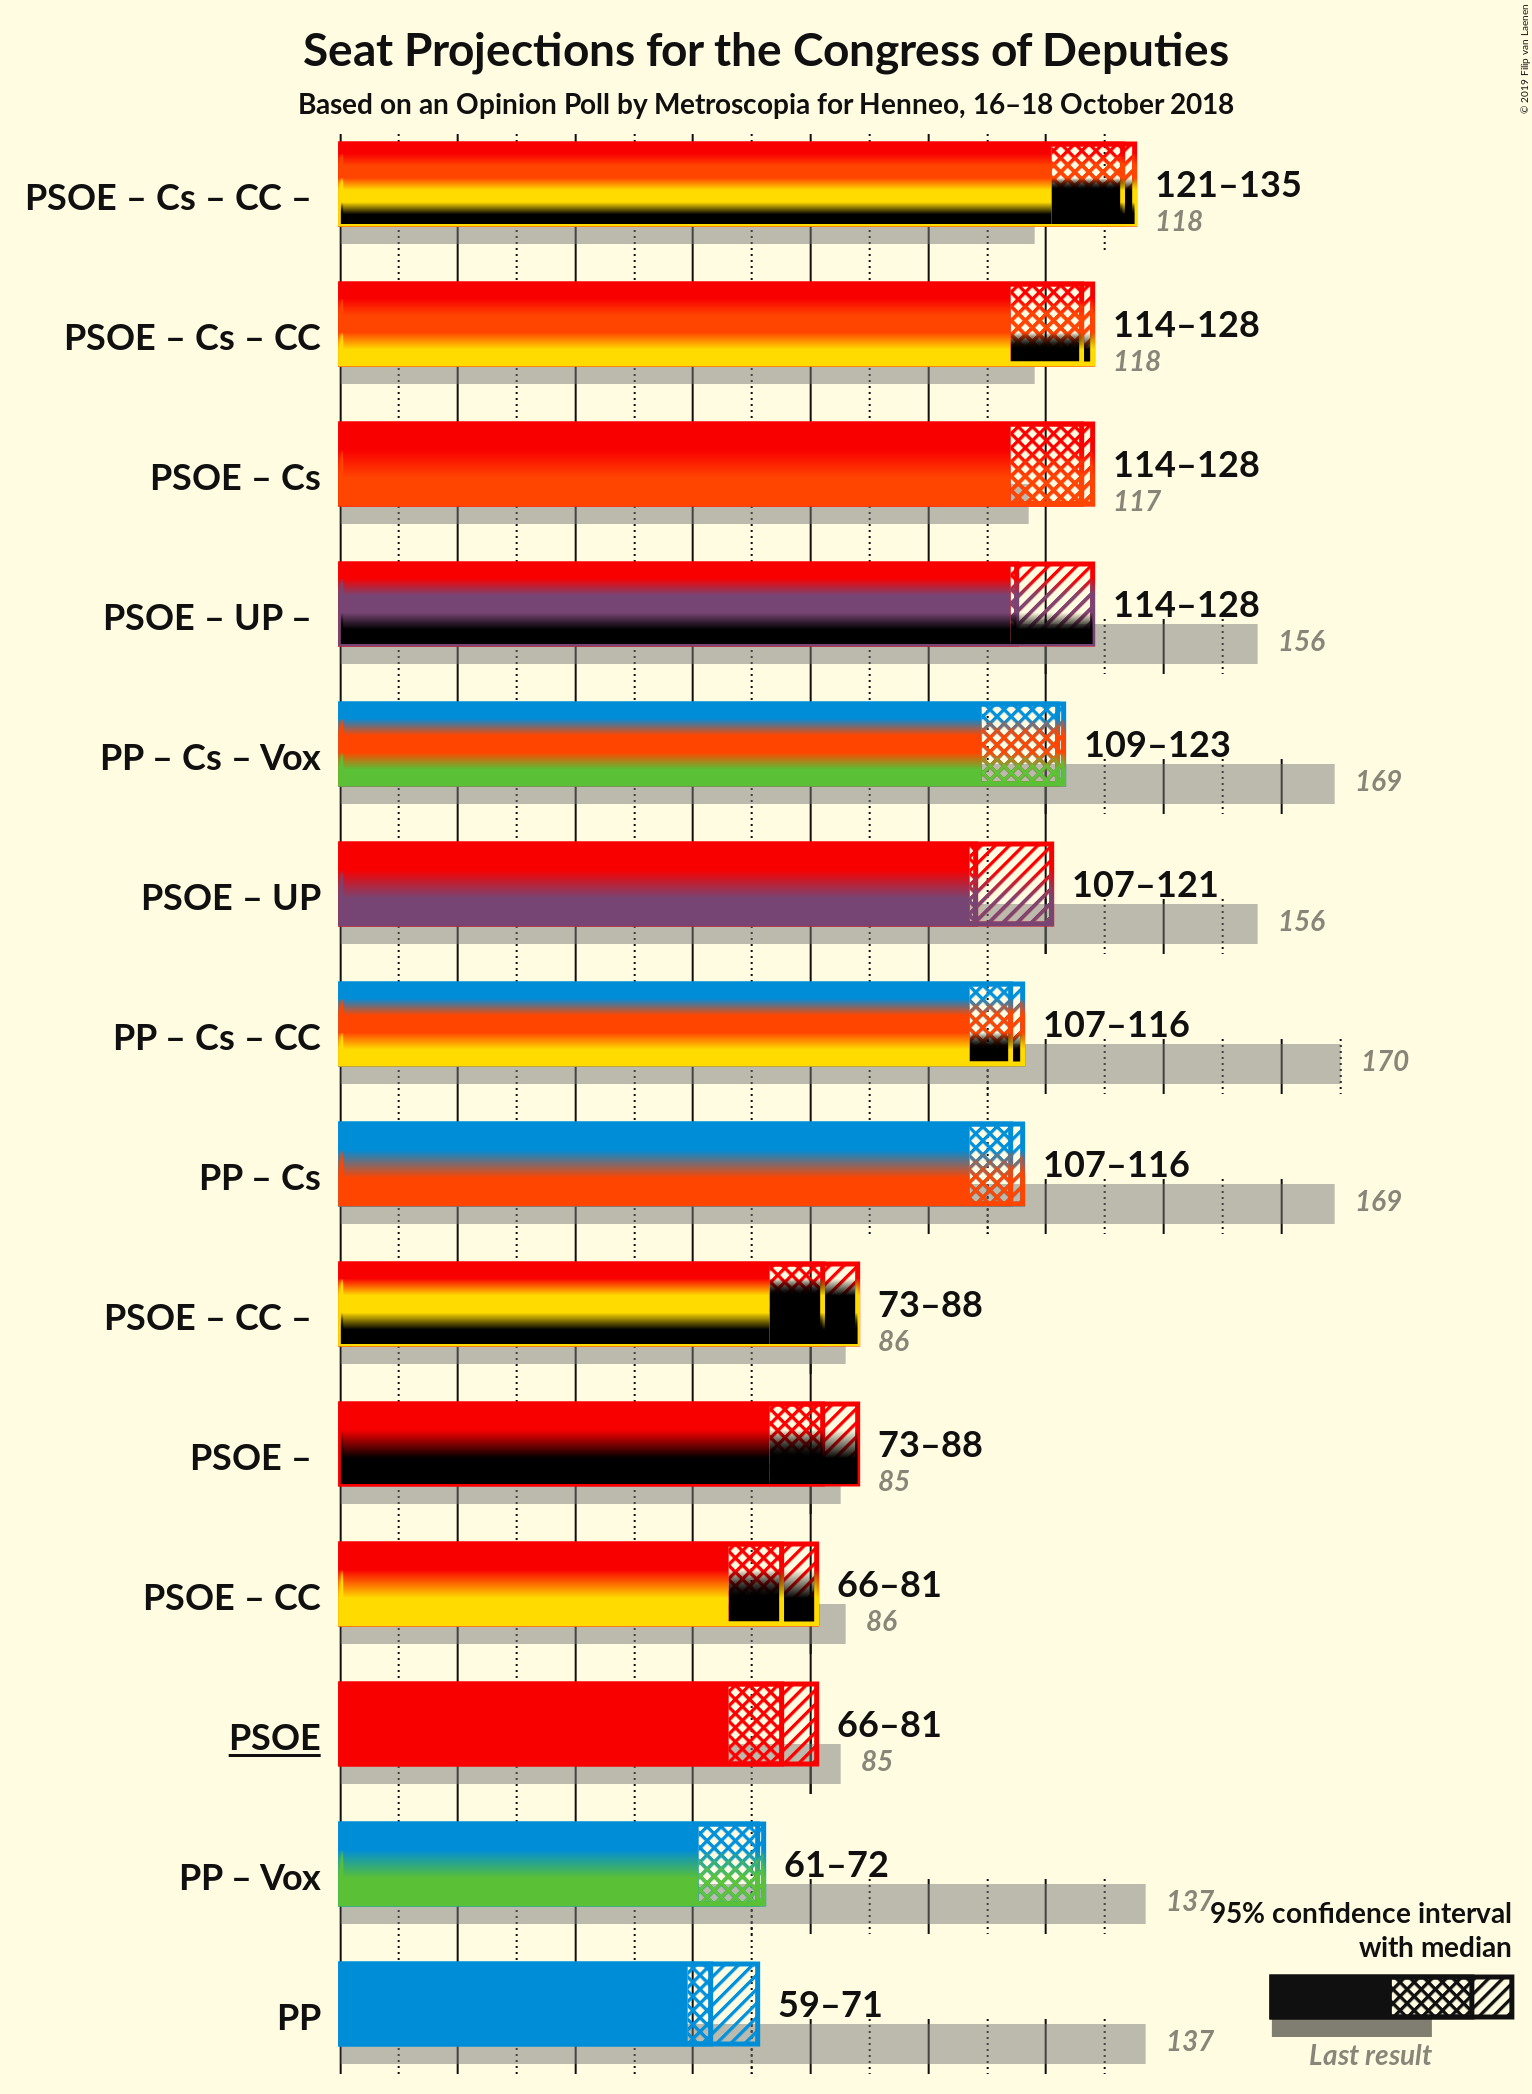 Seat Projections for the Congress of Deputies
Based on an Opinion Poll by Metroscopia for Henneo, 16–18 October 2018
© 2019 Filip van Laenen
PSOE – Cs – CC –
121–135
118
PSOE – Cs – CC
114–128
118
PSOE – Cs
114–128
117
PSOE – UP –
114–128
156
PP – Cs – Vox
109–123
169
PSOE – UP
107–121
156
PP – Cs – CC
107–116
170
PP – Cs
107–116
169
PSOE – CC –
73–88
86
PSOE –
73–88
85
PSOE – CC
66–81
86
PSOE
66–81
85
PP – Vox
61–72
137
PP
59–71
137
95% confidence interval
with median
Last result